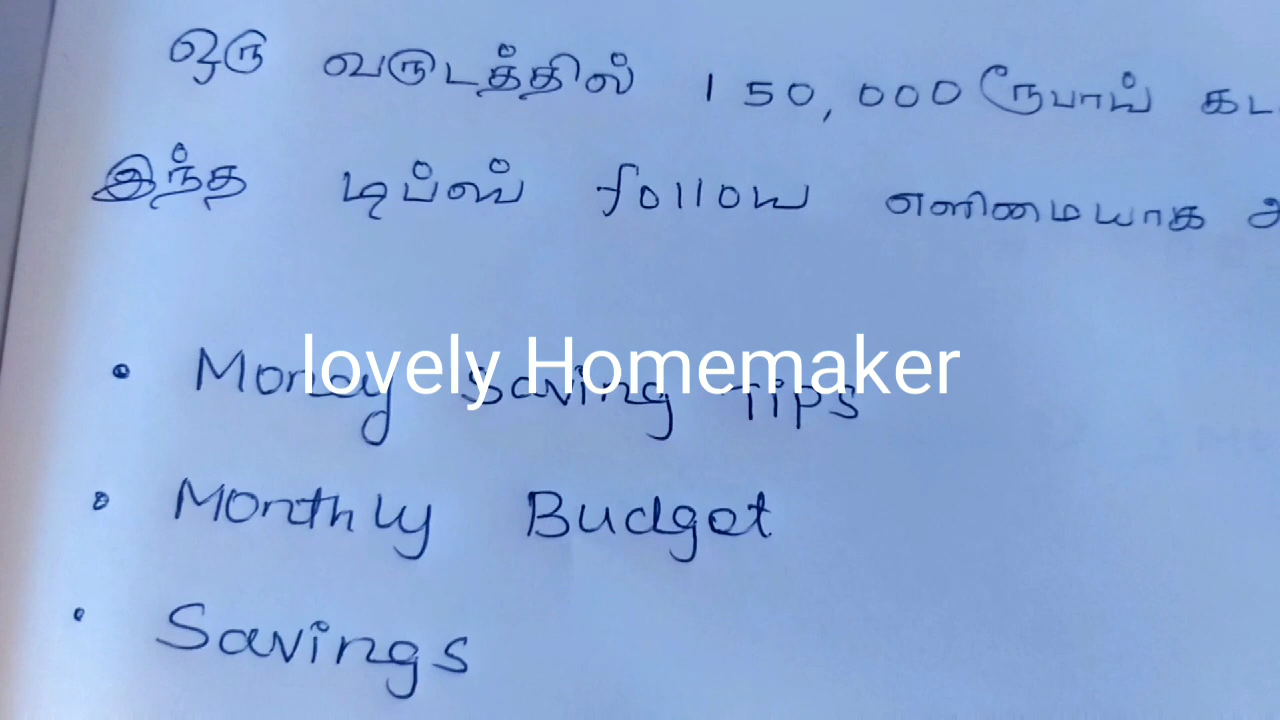 ஒரு வருடத்தில் 150,000 ரூபாய்
இந்த டிப்ஸ் follow எளிமையாக
lovely Homemaker
• Money Saving Tips
• Monthly Budget
• Savings